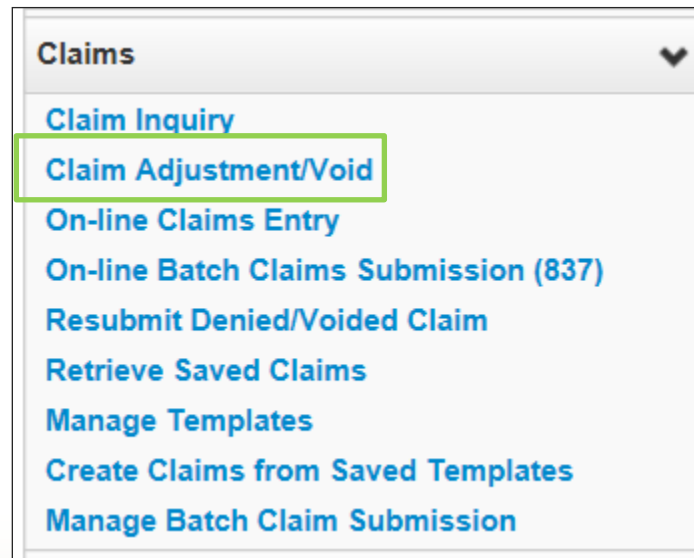 Claims
Claim Inquiry
Claim Adjustment/Void
On-line Claims Entry
On-line Batch Claims Submission (837)
Resubmit Denied/Voided Claim
Retrieve Saved Claims
Manage Templates
Create Claims from Saved Templates
Manage Batch Claim Submission